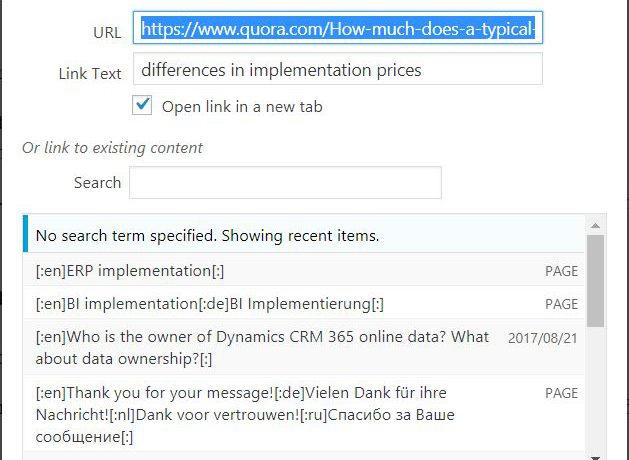 URL https://www.quora.com/How-much-does-a-typical-
Link Text differences in implementation prices
Open link in a new tab
Or link to existing content
Search
No search term specified. Showing recent items.
[:en]ERP implementation[:] PAGE
[:en]BI implementation[:de]BI Implementierung[:] PAGE
[:en]Who is the owner of Dynamics CRM 365 online data? What 2017/08/21
about data ownership?[:]
[:en]Thank you for your message![:de]Vielen Dank für ihre PAGE
Nachricht![:nl]Dank voor vertrouwen![:ru]Спасибо за Ваше
сообщение[:]